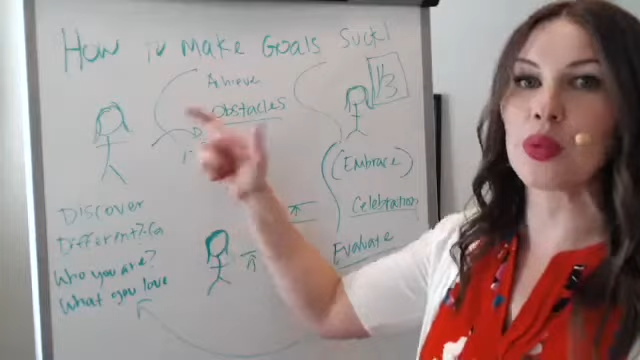 How to Make Goals Suck!
Achieve
Obstacles
1/3
(Embrace)
Celebration
Evaluate
Discover
Who you are?
What you love